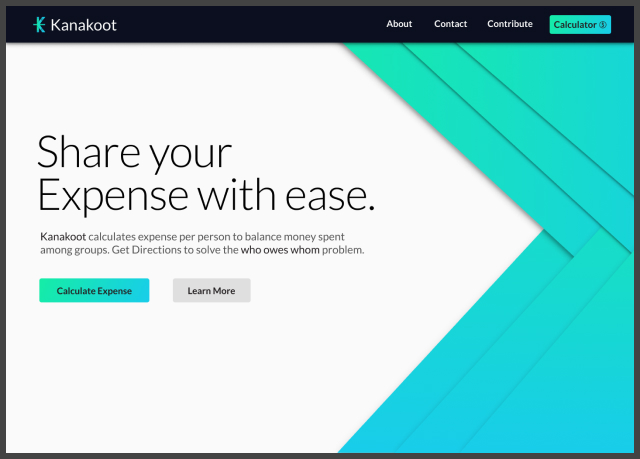 Kanakoot
About
Contact
Contribute
Calculator
Share your
Expense with ease.
Kanakoot calculates expense per person to balance money spent
among groups. Get Directions to solve the who owes whom problem.
Calculate Expense
Learn More